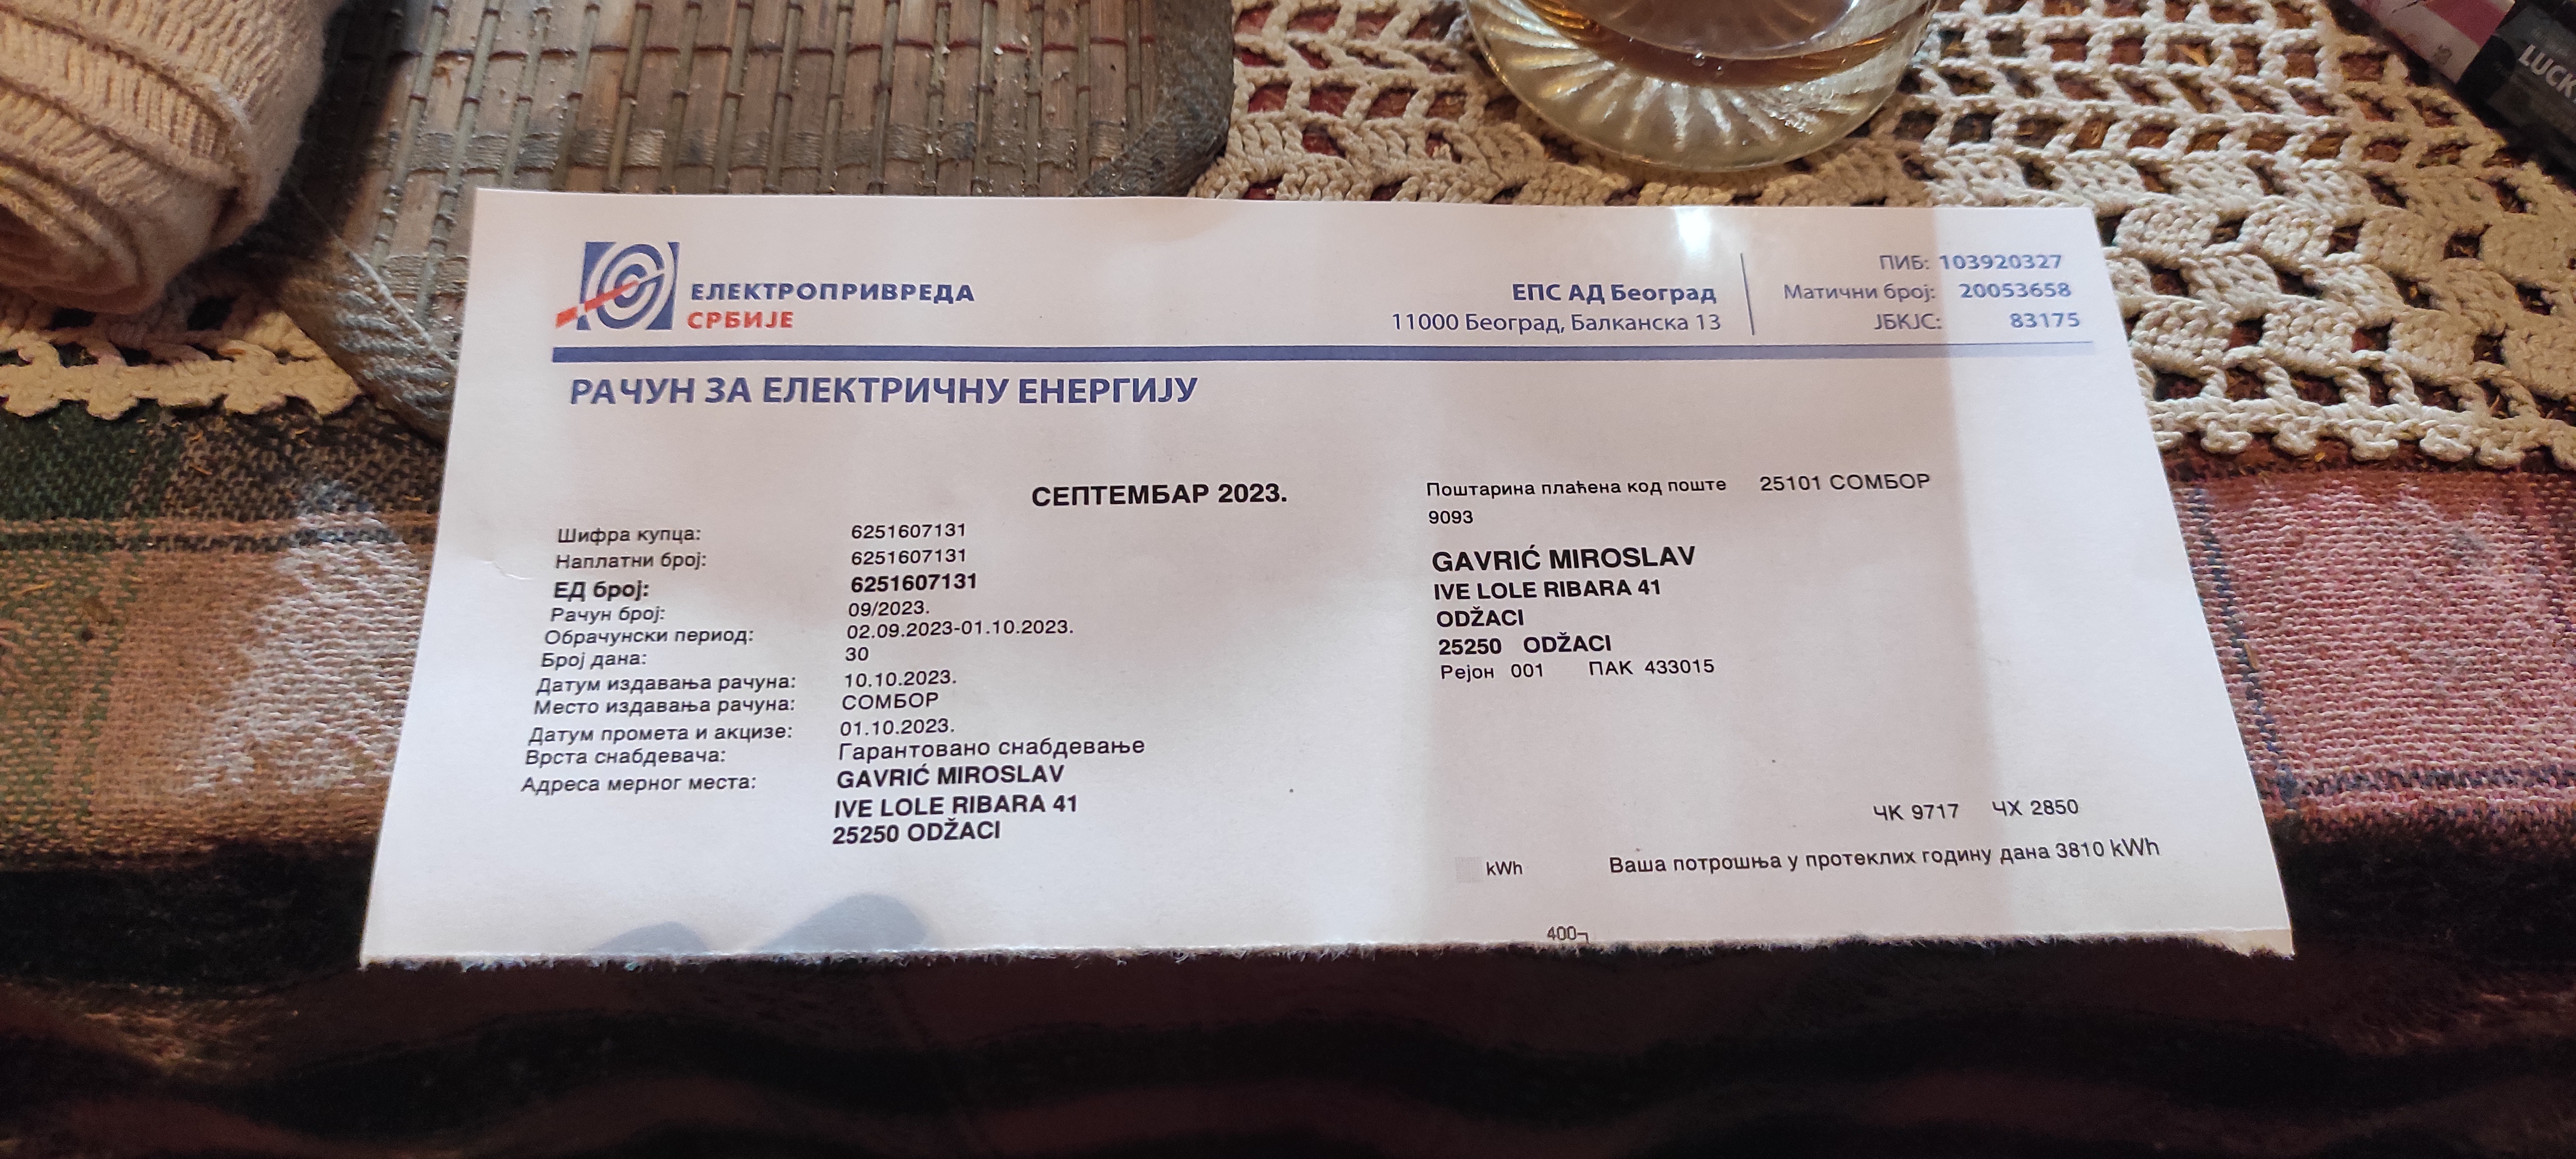 ЕЛЕКТРОПРИВРЕДА
СРБИЈЕ
ЕПС АД Београд
11000 Београд, Балканска 13
ПИБ: 103920327
Матични број: 20053658
ЈБКЈС: 83175
РАЧУН ЗА ЕЛЕКТРИЧНУ ЕНЕРГИЈУ
СЕПТЕМБАР 2023.
Шифра купца: 6251607131
Наплатни број: 6251607131
ЕД број: 6251607131
Рачун број: 09/2023.
Обрачунски период: 02.09.2023-01.10.2023.
Број дана: 30
Датум издавања рачуна: 10.10.2023.
Место издавања рачуна: СОМБОР
Датум промета и акцизе: 01.10.2023.
Врста снабдевача: Гарантовано снабдевање
Адреса мерног места: GAVRIĆ MIROSLAV
IVE LOLE RIBARA 41
25250 ODŽACI
Поштарина плаћена код поште 25101 СОМБОР
9093
GAVRIĆ MIROSLAV
IVE LOLE RIBARA 41
ODŽACI
25250 ODŽACI
Рејон 001 ПАК 433015
ЧК 9717 ЧХ 2850
kWh Ваша потрошња у протеклих годину дана 3810 kWh
400
LUCK